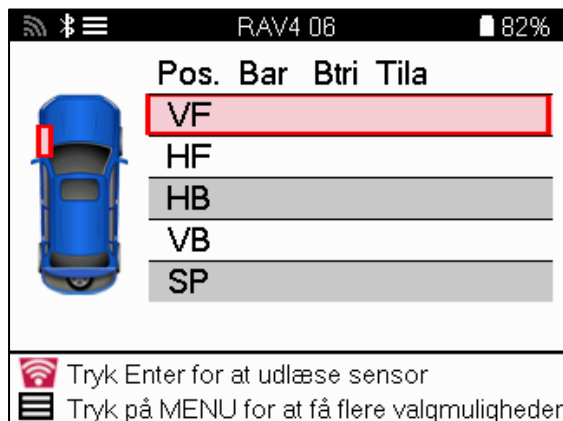 RAV4 06 82%
Pos. Bar Btri Tila
VF
HF
HB
VB
SP
Tryk Enter for at udlæse sensor
Tryk på MENU for at få flere valgmuligheder